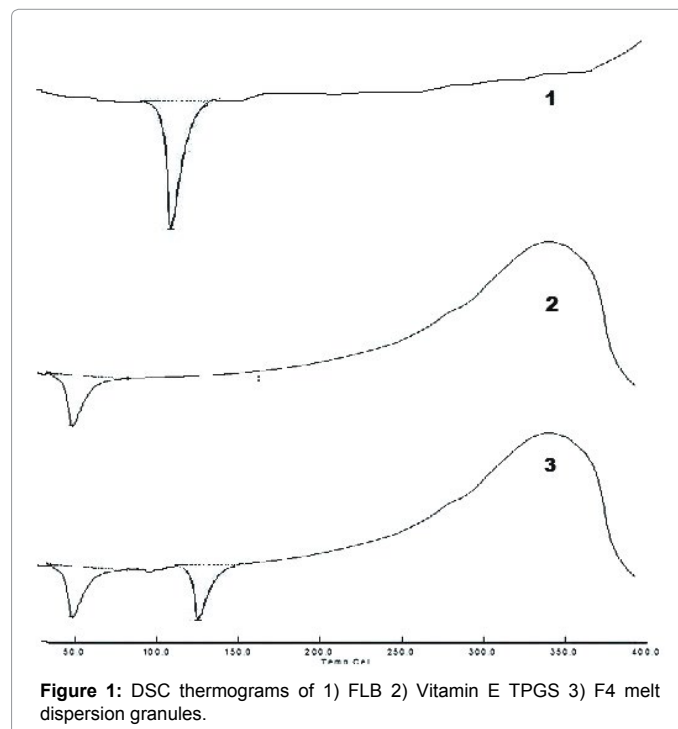 1
2
3
50.0 100.0 150.0 200.0 250.0 300.0 350.0 400.0
Temp Cel
Figure 1: DSC thermograms of 1) FLB 2) Vitamin E TPGS 3) F4 melt
dispersion granules.